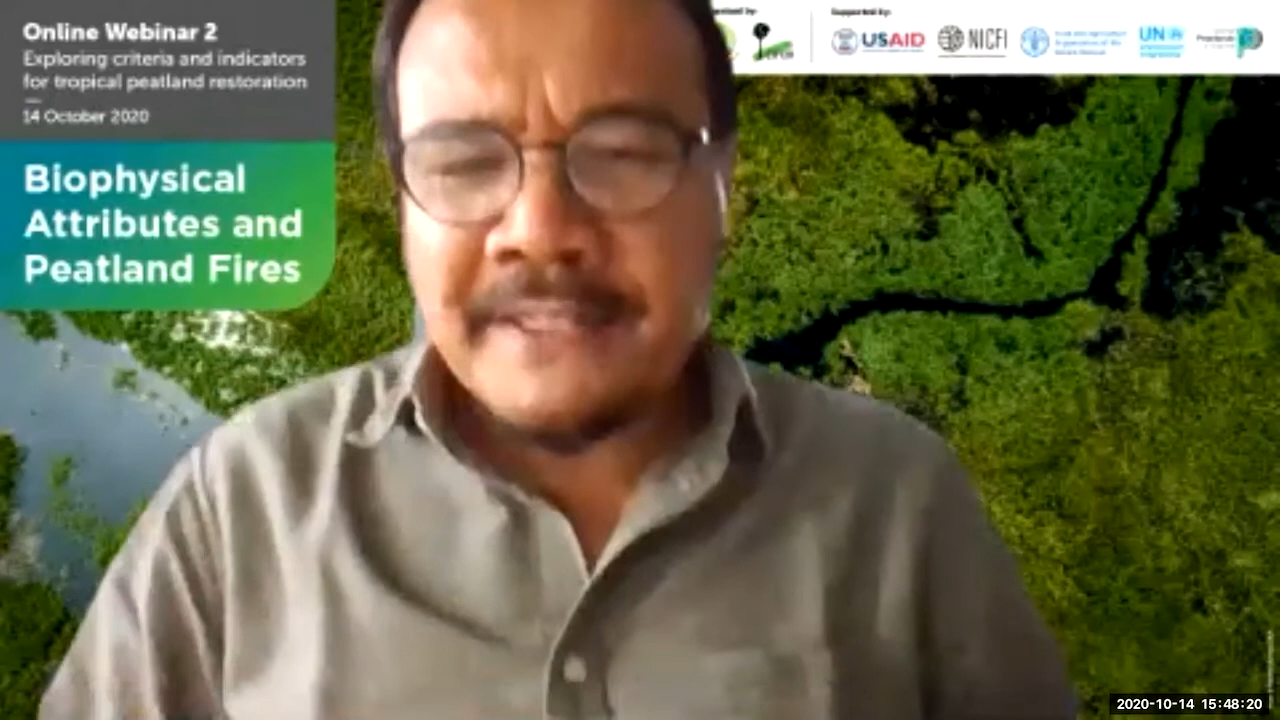 Online Webinar 2
Exploring criteria and indicators
for tropical peatland restoration
14 October 2020
Biophysical
Attributes and
Peatland Fires
Supported by:
USAID
NICFI
UN
2020-10-14 15:48:20